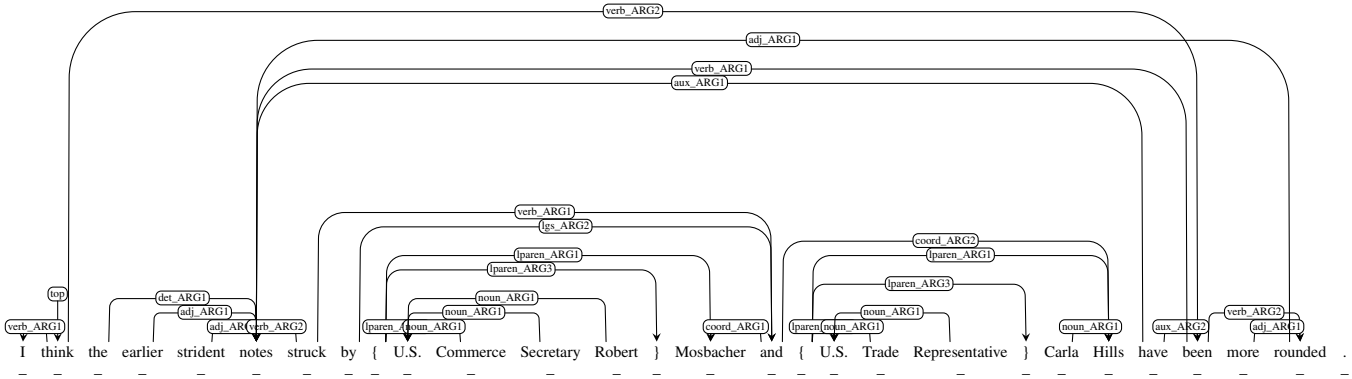 verb_ARG2
adj_ARG1
verb_ARG1
aux_ARG1
verb_ARG1
lgs_ARG2
coord_ARG2
lparen_ARG1 lparen_ARG1
lparen_ARG3
lparen_ARG3
top det_ARG1 noun_ARG1
adj_ARG1 noun_ARG1 noun_ARG1 verb_ARG2
verb_ARG1 verb_ARG2 noun_ARG1 coord_ARG1 noun_ARG1 noun_ARG1 aux_ARG2 adj_ARG1
I think the earlier strident notes struck by { U.S. Commerce Secretary Robert } Mosbacher and { U.S. Trade Representative } Carla Hills have been more rounded .
_ _ _ _ _ _ _ _ _ _ _ _ _ _ _ _ _ _ _ _ _ _ _ _ _ _ _ _